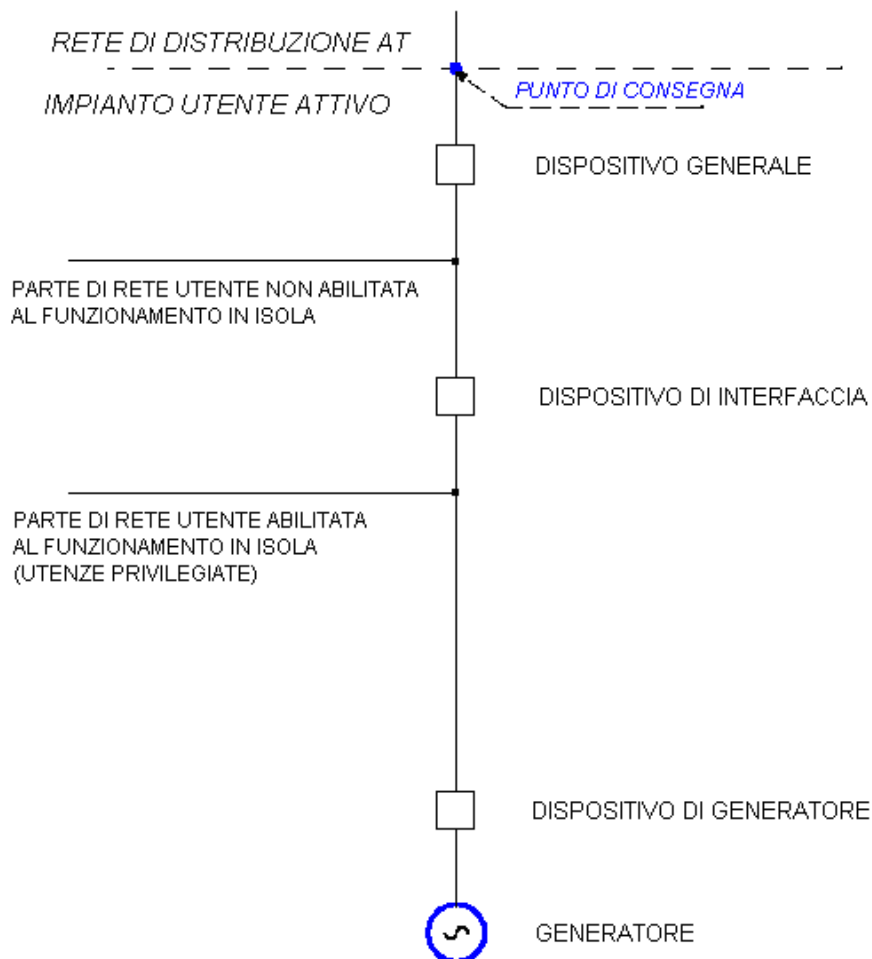 RETE DI DISTRIBUZIONE AT
PUNTO DI CONSEGNA
IMPIANTO UTENTE ATTIVO
DISPOSITIVO GENERALE
PARTE DI RETE UTENTE NON ABILITATA
AL FUNZIONAMENTO IN ISOLA
DISPOSITIVO DI INTERFACCIA
PARTE DI RETE UTENTE ABILITATA
AL FUNZIONAMENTO IN ISOLA
(UTENZE PRIVILEGIATE)
DISPOSITIVO DI GENERATORE
GENERATORE